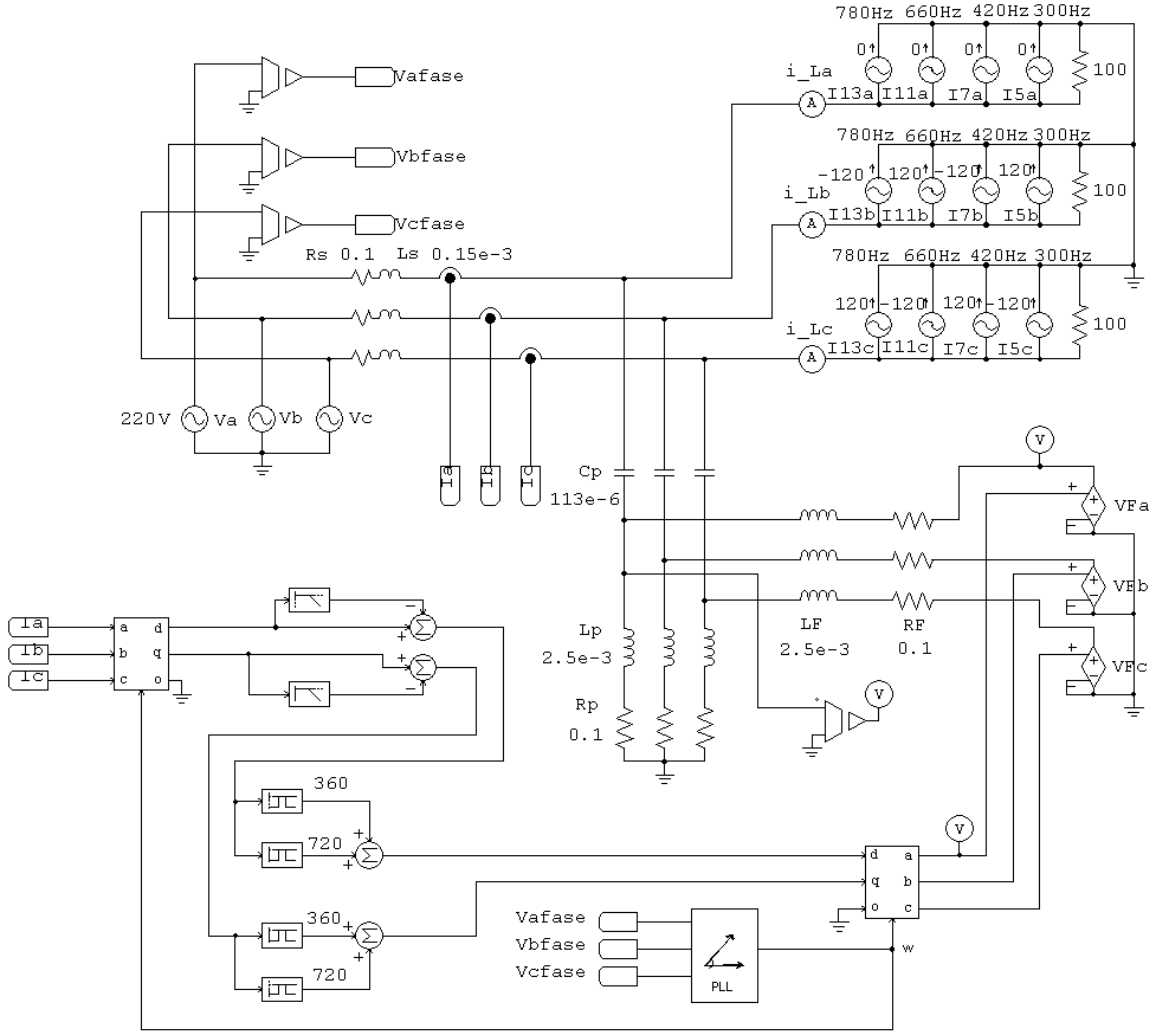 780Hz 660Hz 420Hz 300Hz
0 0 0 0
i_La
A
100
I13a I11a I7a I5a
Vafase
780Hz 660Hz 420Hz 300Hz
Vbfase
-120 120 -120 120
i_Lb
A
100
I13b I11b I7b I5b
Vcfase
Rs 0.1 Ls 0.15e-3
780Hz 660Hz 420Hz 300Hz
120 -120 120 -120
i_Lc
A
100
I13c I11c I7c I5c
220V Va Vb Vc
V
Ia Ib Ic
Cp
113e-6
VFa
VFb
VFc
LF
2.5e-3
RF
0.1
Lp
2.5e-3
Rp
0.1
V
Ia
Ib
Ic
a d
b q
c o
Σ
Σ
360
720
Σ
360
720
Σ
V
d a
q b
o c
Vafase
Vbfase
Vcfase
PLL
w